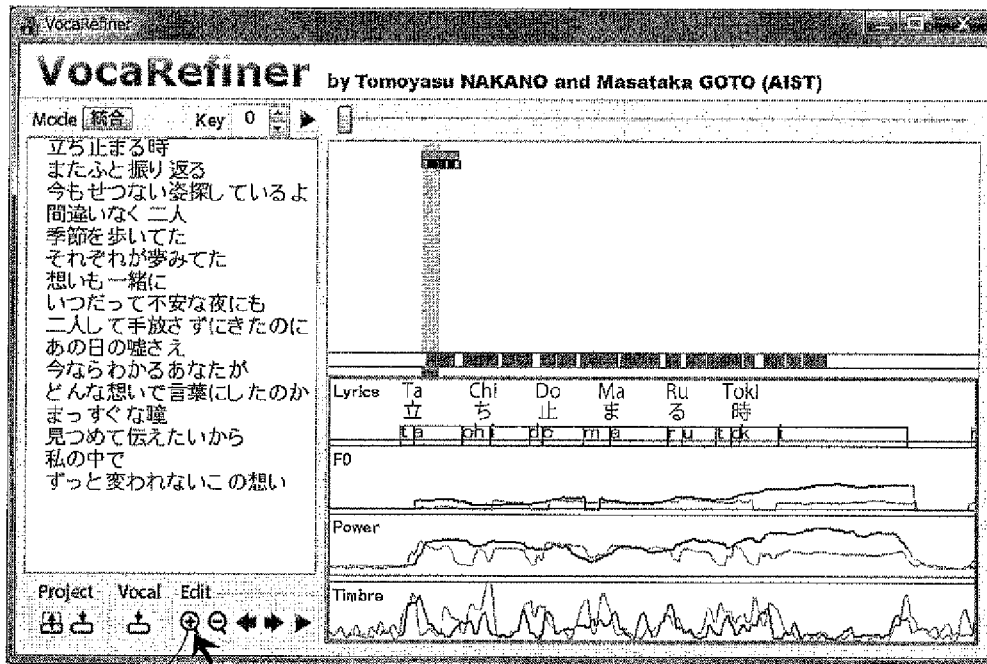 VocaRefiner
VocaRefiner by Tomoyasu NAKANO and Masataka GOTO (AIST)
Mode 統合 Key 0
立ち止まる時
またふと振り返る
今もせつない姿探しているよ
間違いなく二人
季節を歩いてた
それぞれが夢みてた
想いも一緒に
いつだって不安な夜にも
二人して手放さずにきたのに
あの日の嘘さえ
今ならわかるあなたが
どんな想いで言葉にしたのか
まっすぐな瞳
見つめて伝えたいから
私の中で
ずっと変われないこの想い
Project Vocal Edit
Lyrics Ta Chi Do Ma Ru Toki
立 ち 止 ま る 時
t a ch i d o m a r u t o k i
F0
Power
Timbre